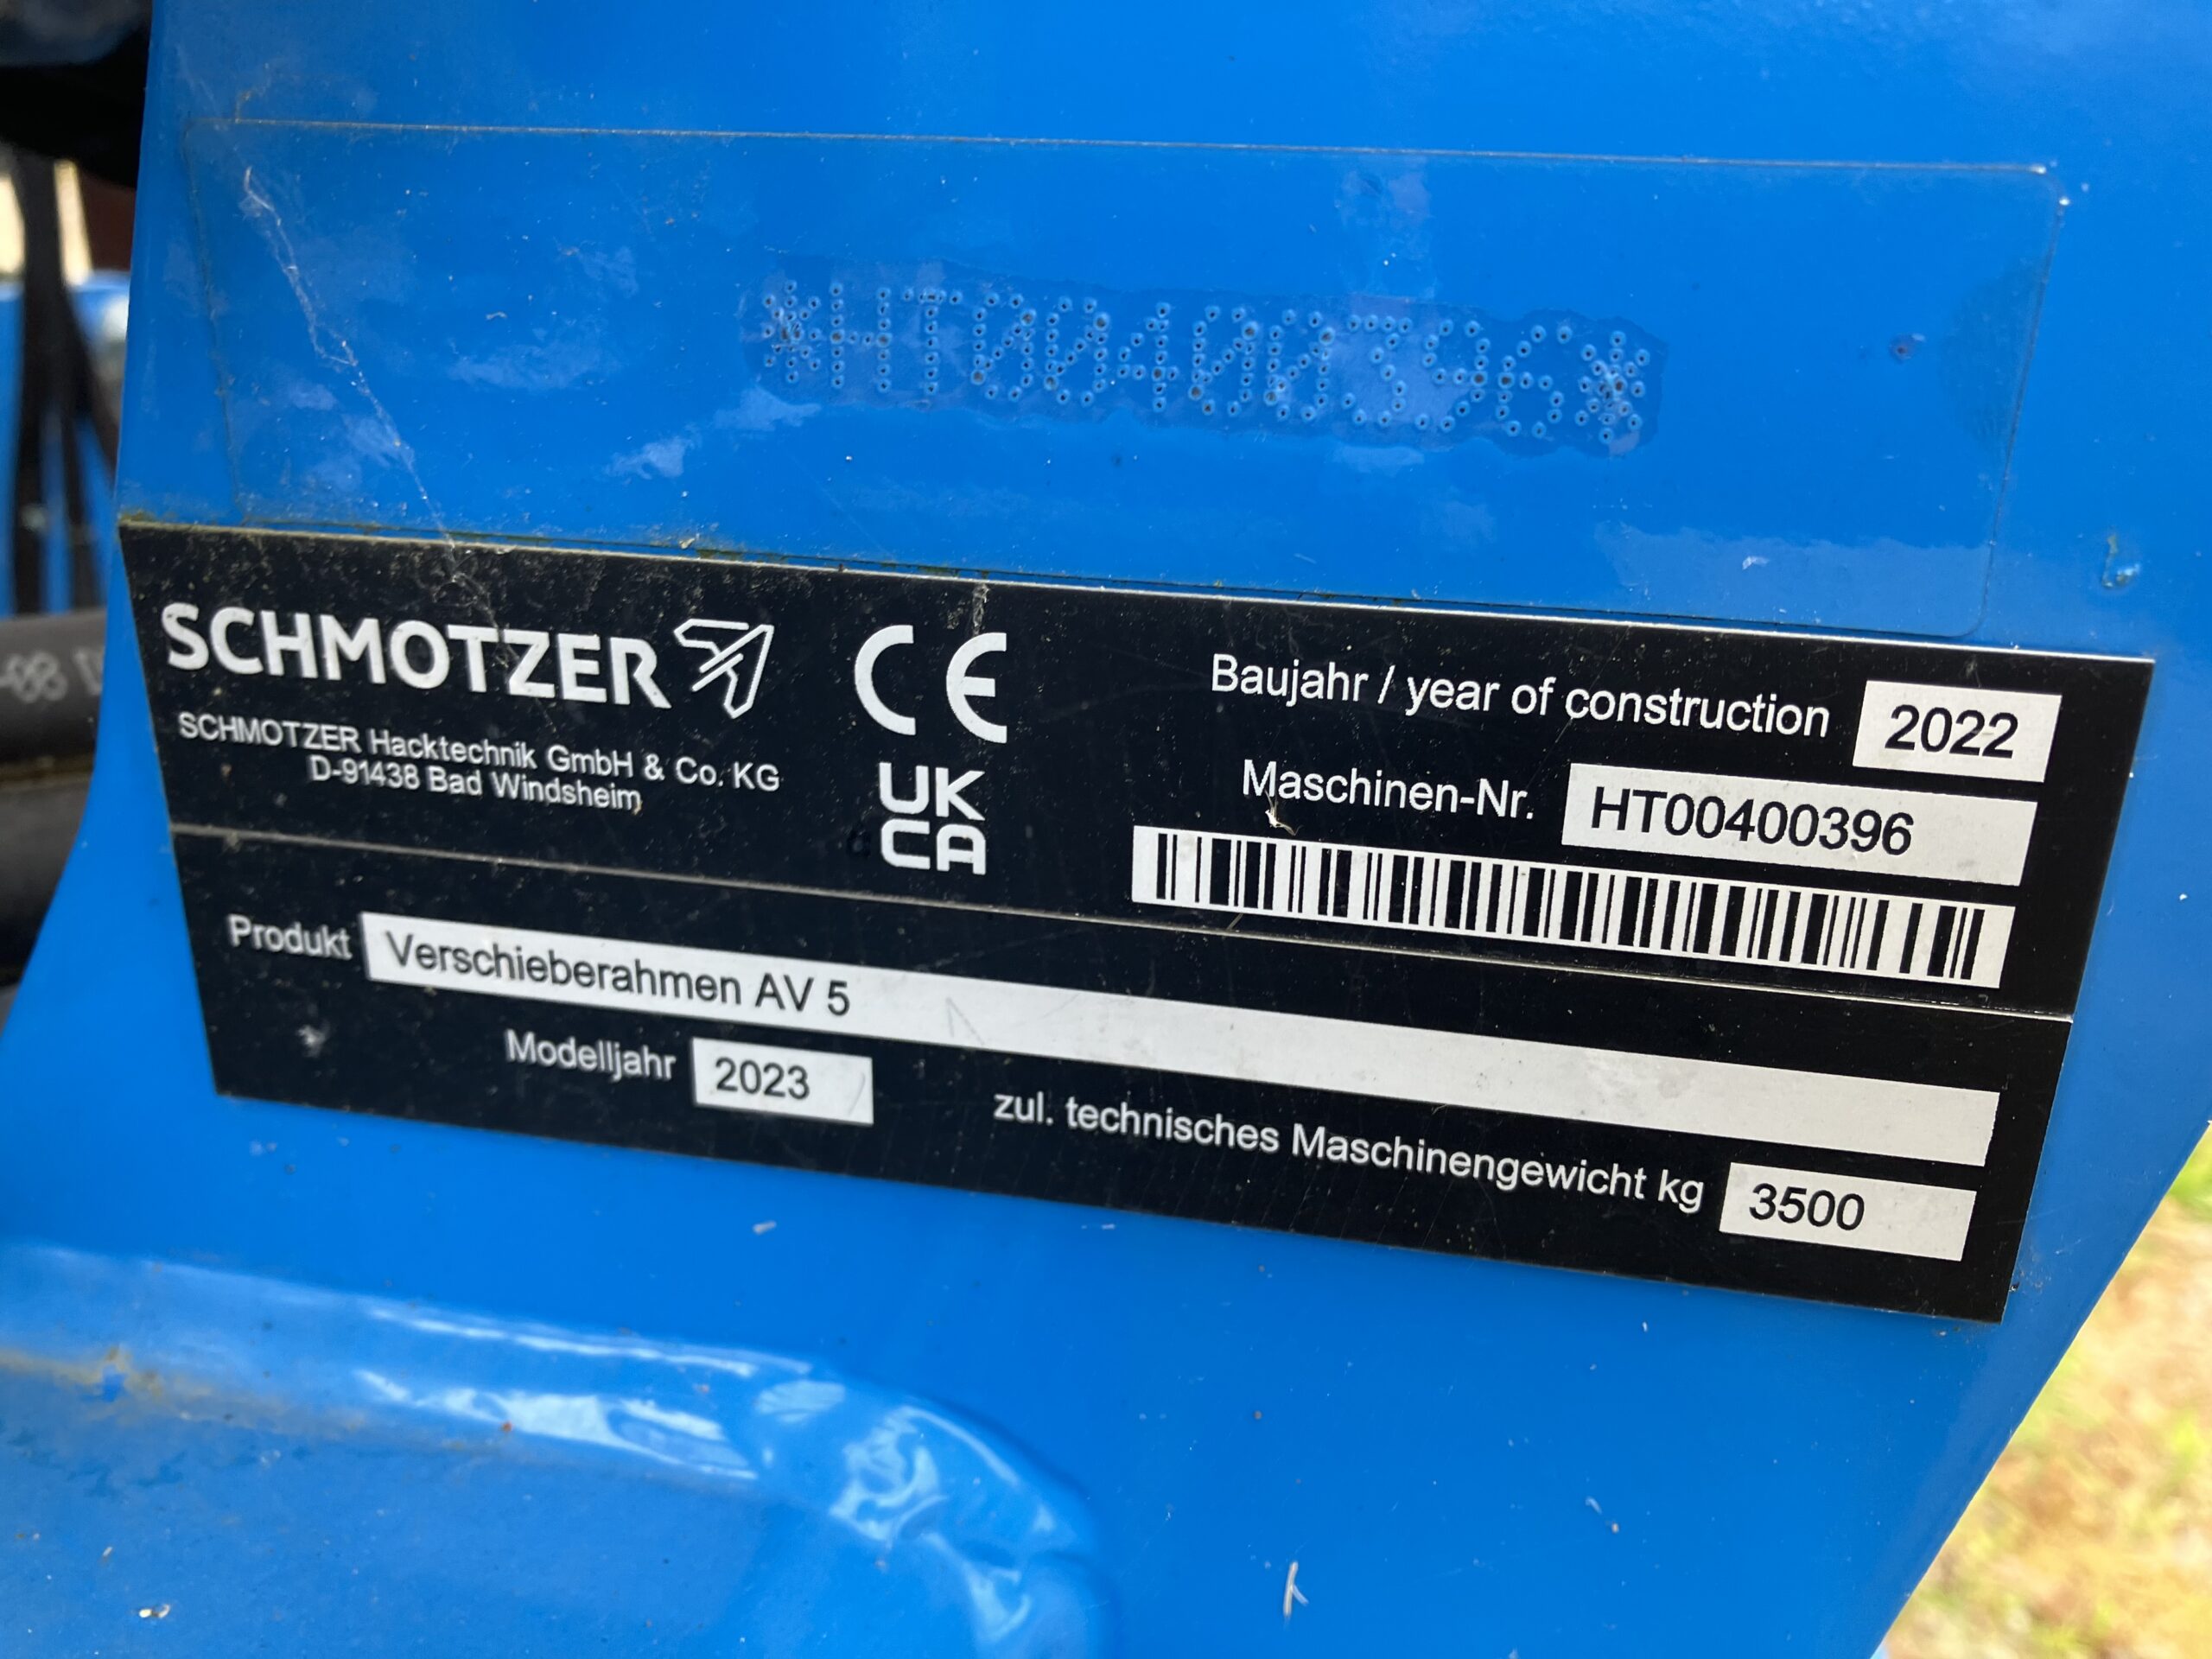 *HT00400396*
SCHMOTZER
SCHMOTZER Hacktechnik GmbH & Co. KG
D-91438 Bad Windsheim
CE
UK
CA
Baujahr / year of construction 2022
Maschinen-Nr. HT00400396
Produkt Verschieberahmen AV 5
Modelljahr 2023
zul. technisches Maschinengewicht kg 3500